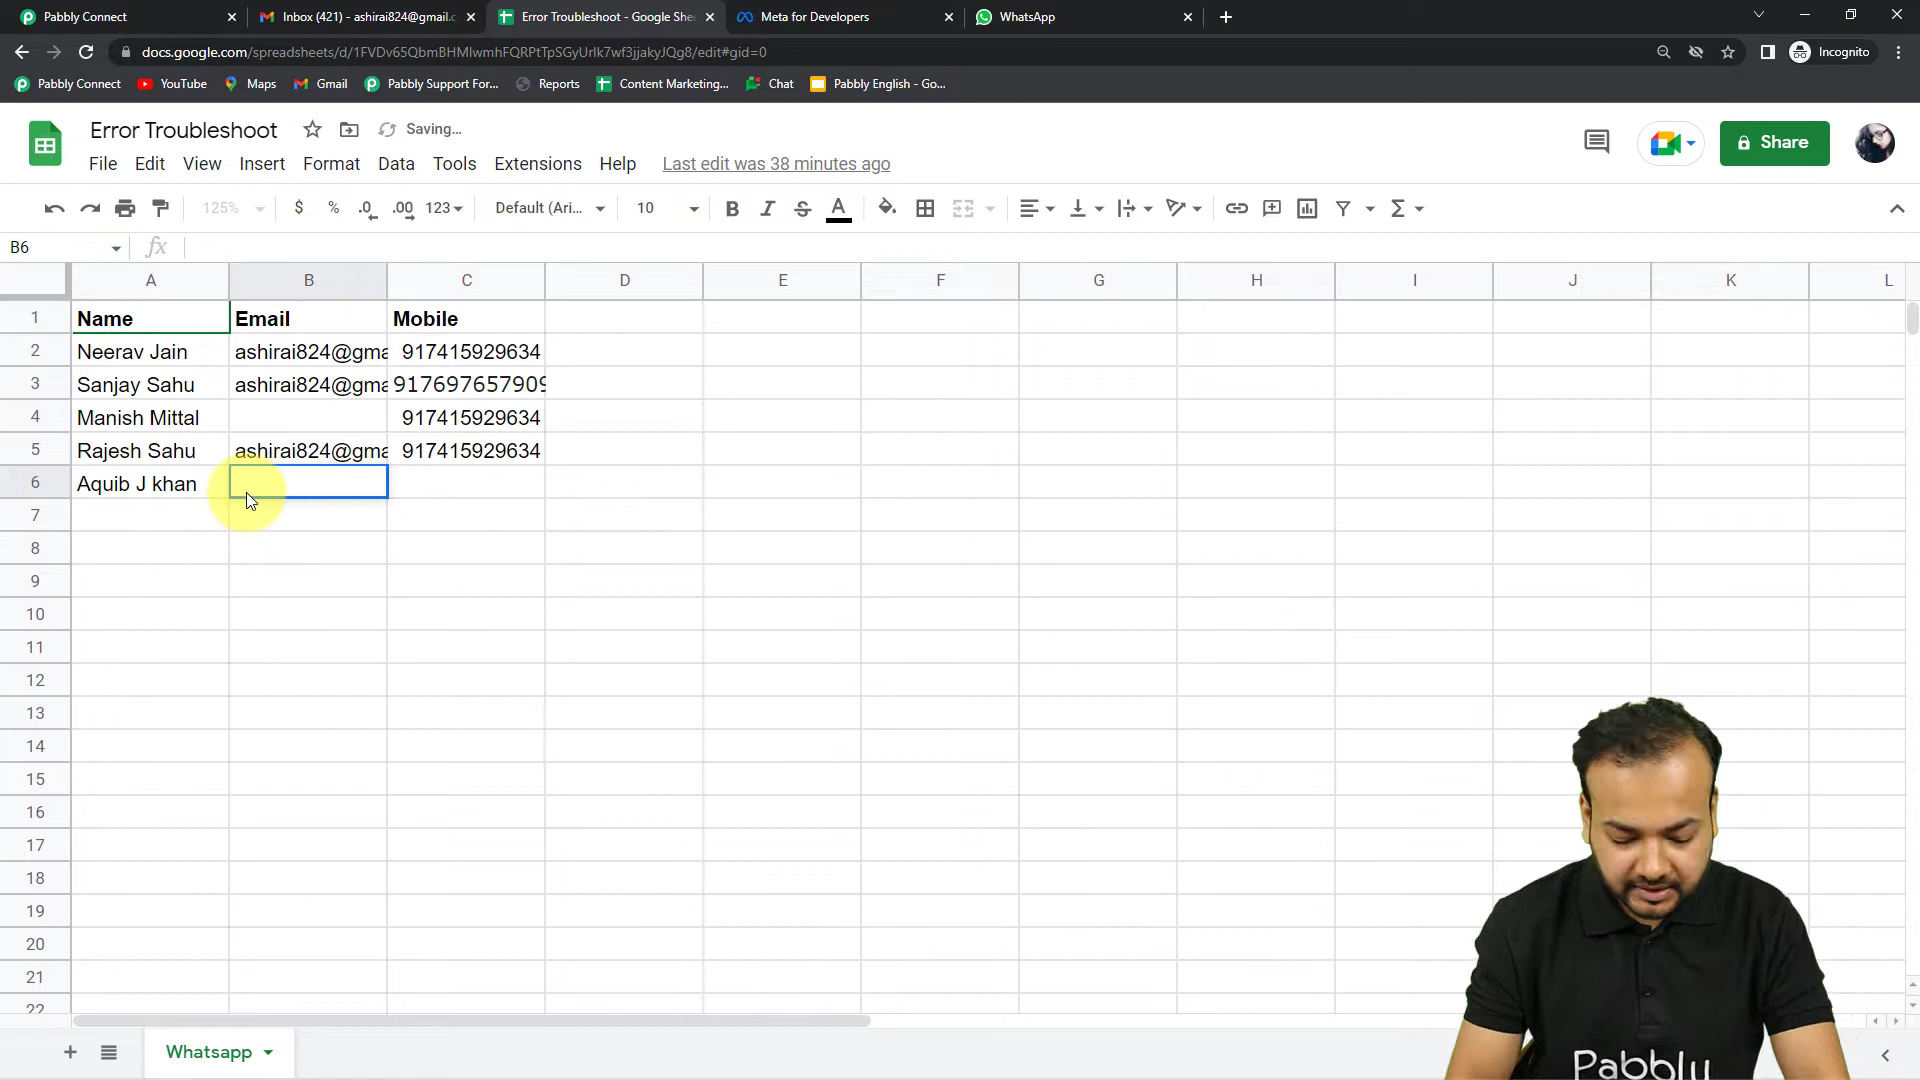 Pabbly Connect
Inbox (421) - ashirai824@gmail.c
Error Troubleshoot - Google She
Meta for Developers
WhatsApp
docs.google.com/spreadsheets/d/1FVDv65QbmBHMlwmhFQRPtTpSGyUrlk7wf3jjakyJQg8/edit#gid=0
Incognito
Pabbly Connect
YouTube
Maps
Gmail
Pabbly Support For...
Reports
Content Marketing...
Chat
Pabbly English - Go...
Error Troubleshoot
Saving...
File Edit View Insert Format Data Tools Extensions Help Last edit was 38 minutes ago
Share
125% $ % .0 .00 123 Default (Ari... 10 B I S A
B6 fx
A B C D E F G H I J K L
1 Name Email Mobile
2 Neerav Jain ashirai824@gma 917415929634
3 Sanjay Sahu ashirai824@gma 917697657909
4 Manish Mittal 917415929634
5 Rajesh Sahu ashirai824@gma 917415929634
6 Aquib J khan
7
8
9
10
11
12
13
14
15
16
17
18
19
20
21
22
Whatsapp
Pabbly